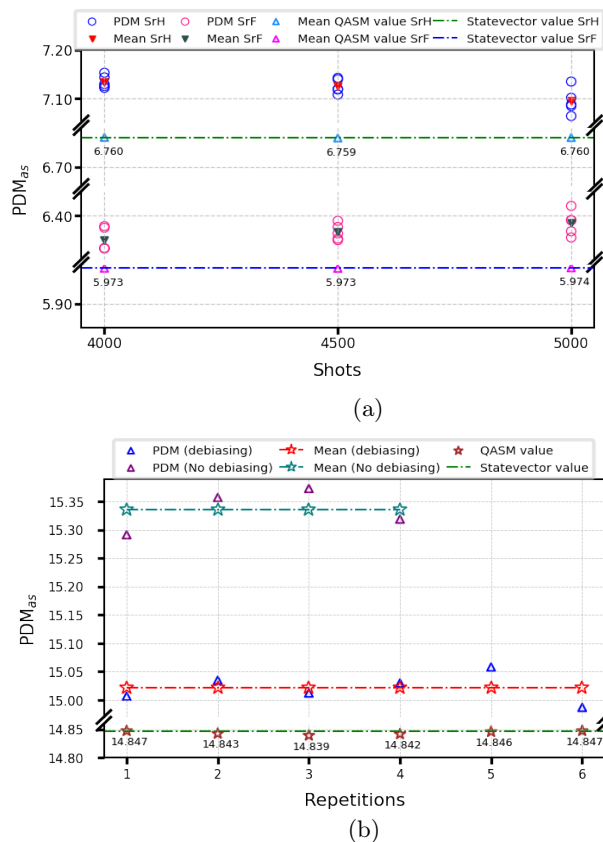 PDM SrH PDM SrF Mean QASM value SrH Statevector value SrH
Mean SrH Mean SrF Mean QASM value SrF Statevector value SrF
7.20
7.10
6.760 6.759 6.760
6.70
6.40
5.973 5.973 5.974
5.90
PDMas
4000 4500 5000
Shots
(a)
PDM (debiasing) Mean (debiasing) QASM value
PDM (No debiasing) Mean (No debiasing) Statevector value
15.35
15.30
15.25
15.20
15.15
15.10
15.05
15.00
14.85
14.847 14.843 14.839 14.842 14.846 14.847
14.80
PDMas
1 2 3 4 5 6
Repetitions
(b)